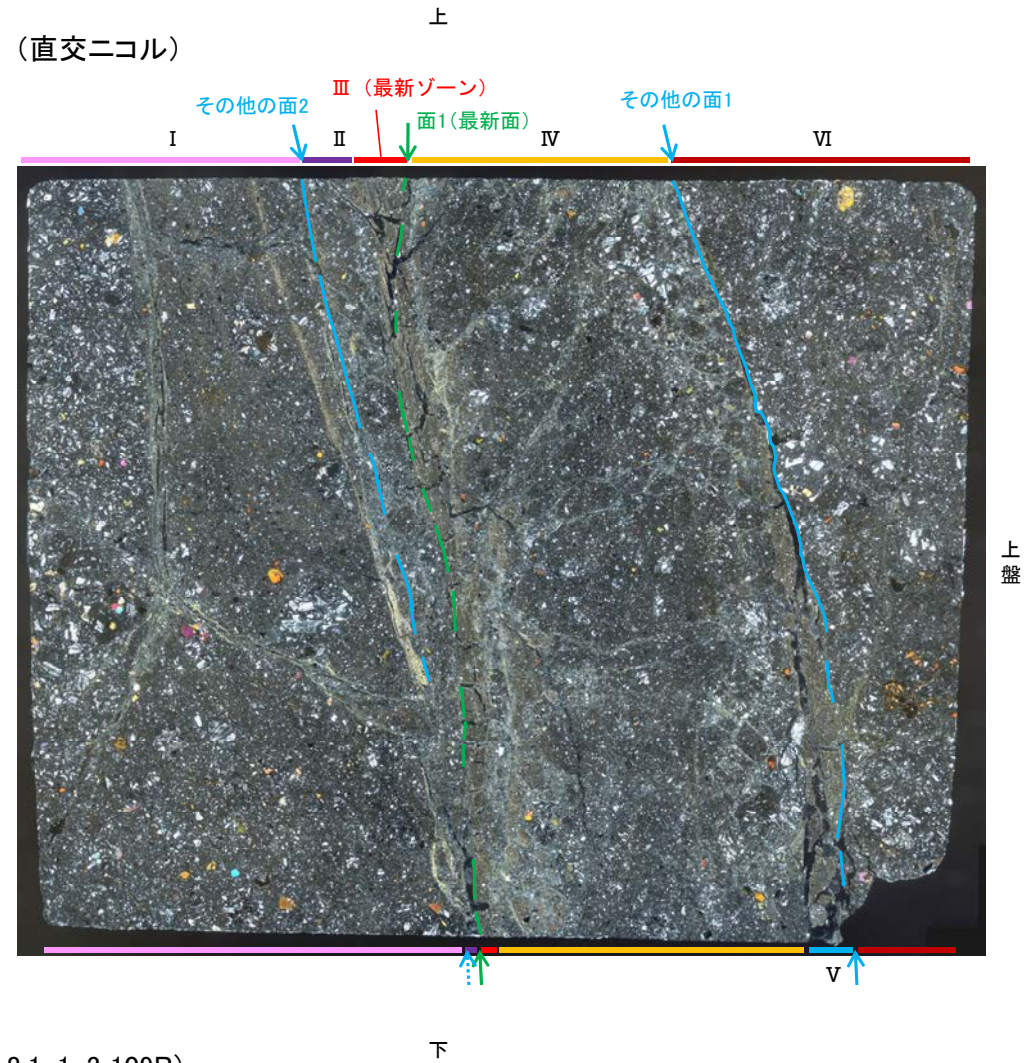 上
（直交ニコル）
Ⅲ（最新ゾーン）
その他の面2
その他の面1
面1（最新面）
Ⅰ
Ⅱ
Ⅳ
Ⅵ
上盤
Ⅴ
下